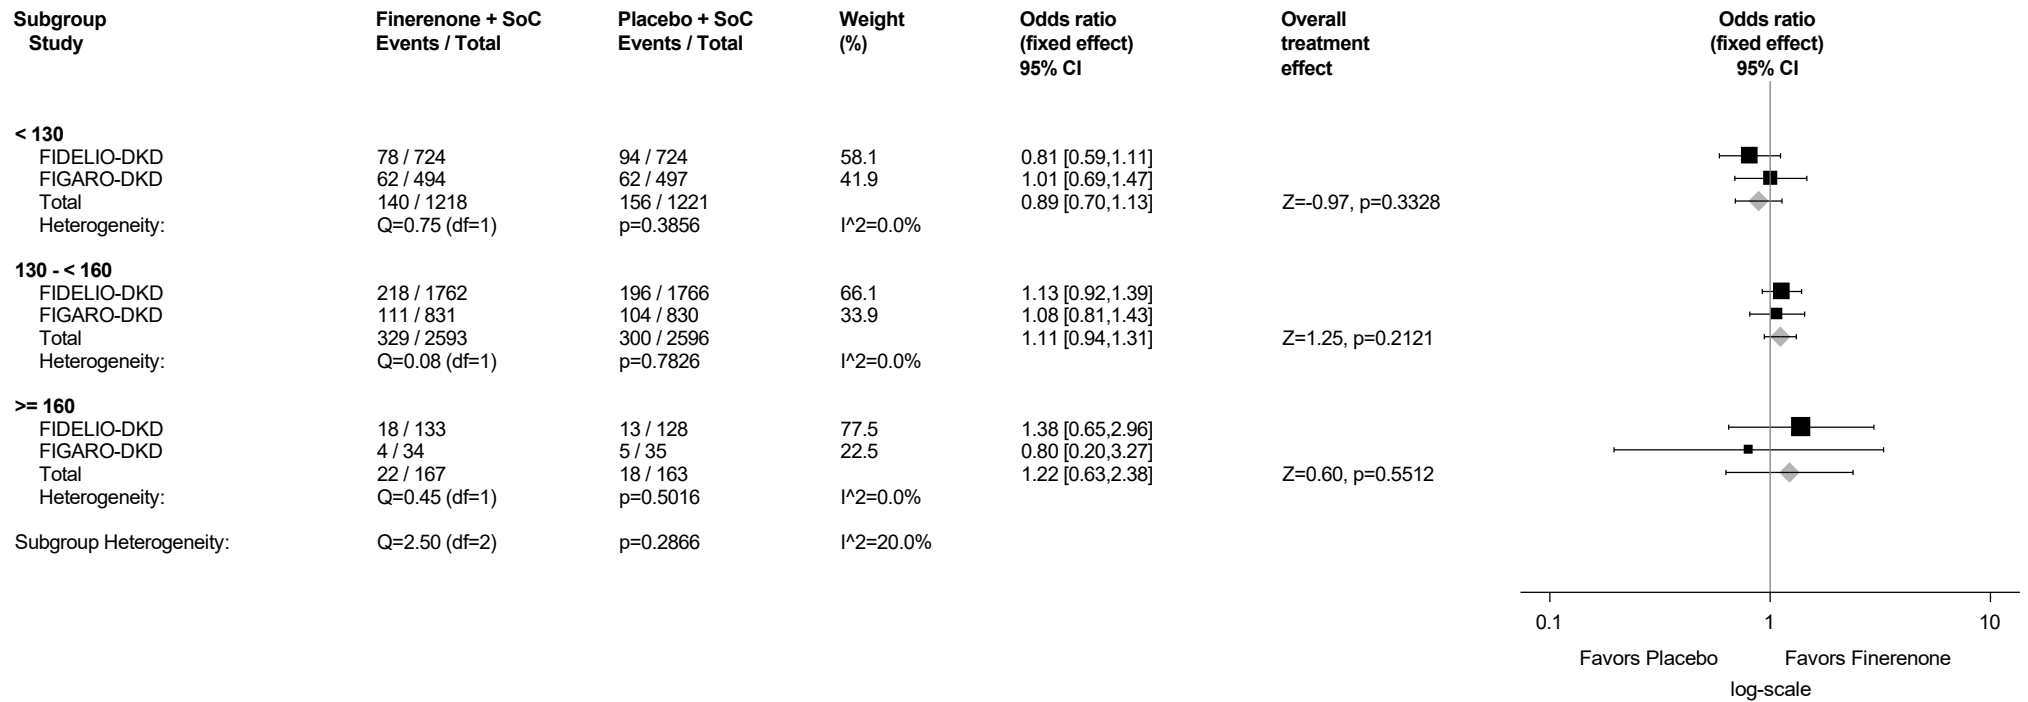 Subgroup Finerenone + SoC Placebo + SoC Weight Odds ratio Overall Odds ratio
Study Events / Total Events / Total (%) (fixed effect) treatment (fixed effect)
95% CI effect 95% CI
< 130
FIDELIO-DKD 78 / 724 94 / 724 58.1 0.81 [0.59,1.11]
FIGARO-DKD 62 / 494 62 / 497 41.9 1.01 [0.69,1.47]
Total 140 / 1218 156 / 1221 0.89 [0.70,1.13] Z=-0.97, p=0.3328
Heterogeneity: Q=0.75 (df=1) p=0.3856 I^2=0.0%
130 - < 160
FIDELIO-DKD 218 / 1762 196 / 1766 66.1 1.13 [0.92,1.39]
FIGARO-DKD 111 / 831 104 / 830 33.9 1.08 [0.81,1.43]
Total 329 / 2593 300 / 2596 1.11 [0.94,1.31] Z=1.25, p=0.2121
Heterogeneity: Q=0.08 (df=1) p=0.7826 I^2=0.0%
>= 160
FIDELIO-DKD 18 / 133 13 / 128 77.5 1.38 [0.65,2.96]
FIGARO-DKD 4 / 34 5 / 35 22.5 0.80 [0.20,3.27]
Total 22 / 167 18 / 163 1.22 [0.63,2.38] Z=0.60, p=0.5512
Heterogeneity: Q=0.45 (df=1) p=0.5016 I^2=0.0%
Subgroup Heterogeneity: Q=2.50 (df=2) p=0.2866 I^2=20.0%
0.1 1 10
Favors Placebo Favors Finerenone
log-scale